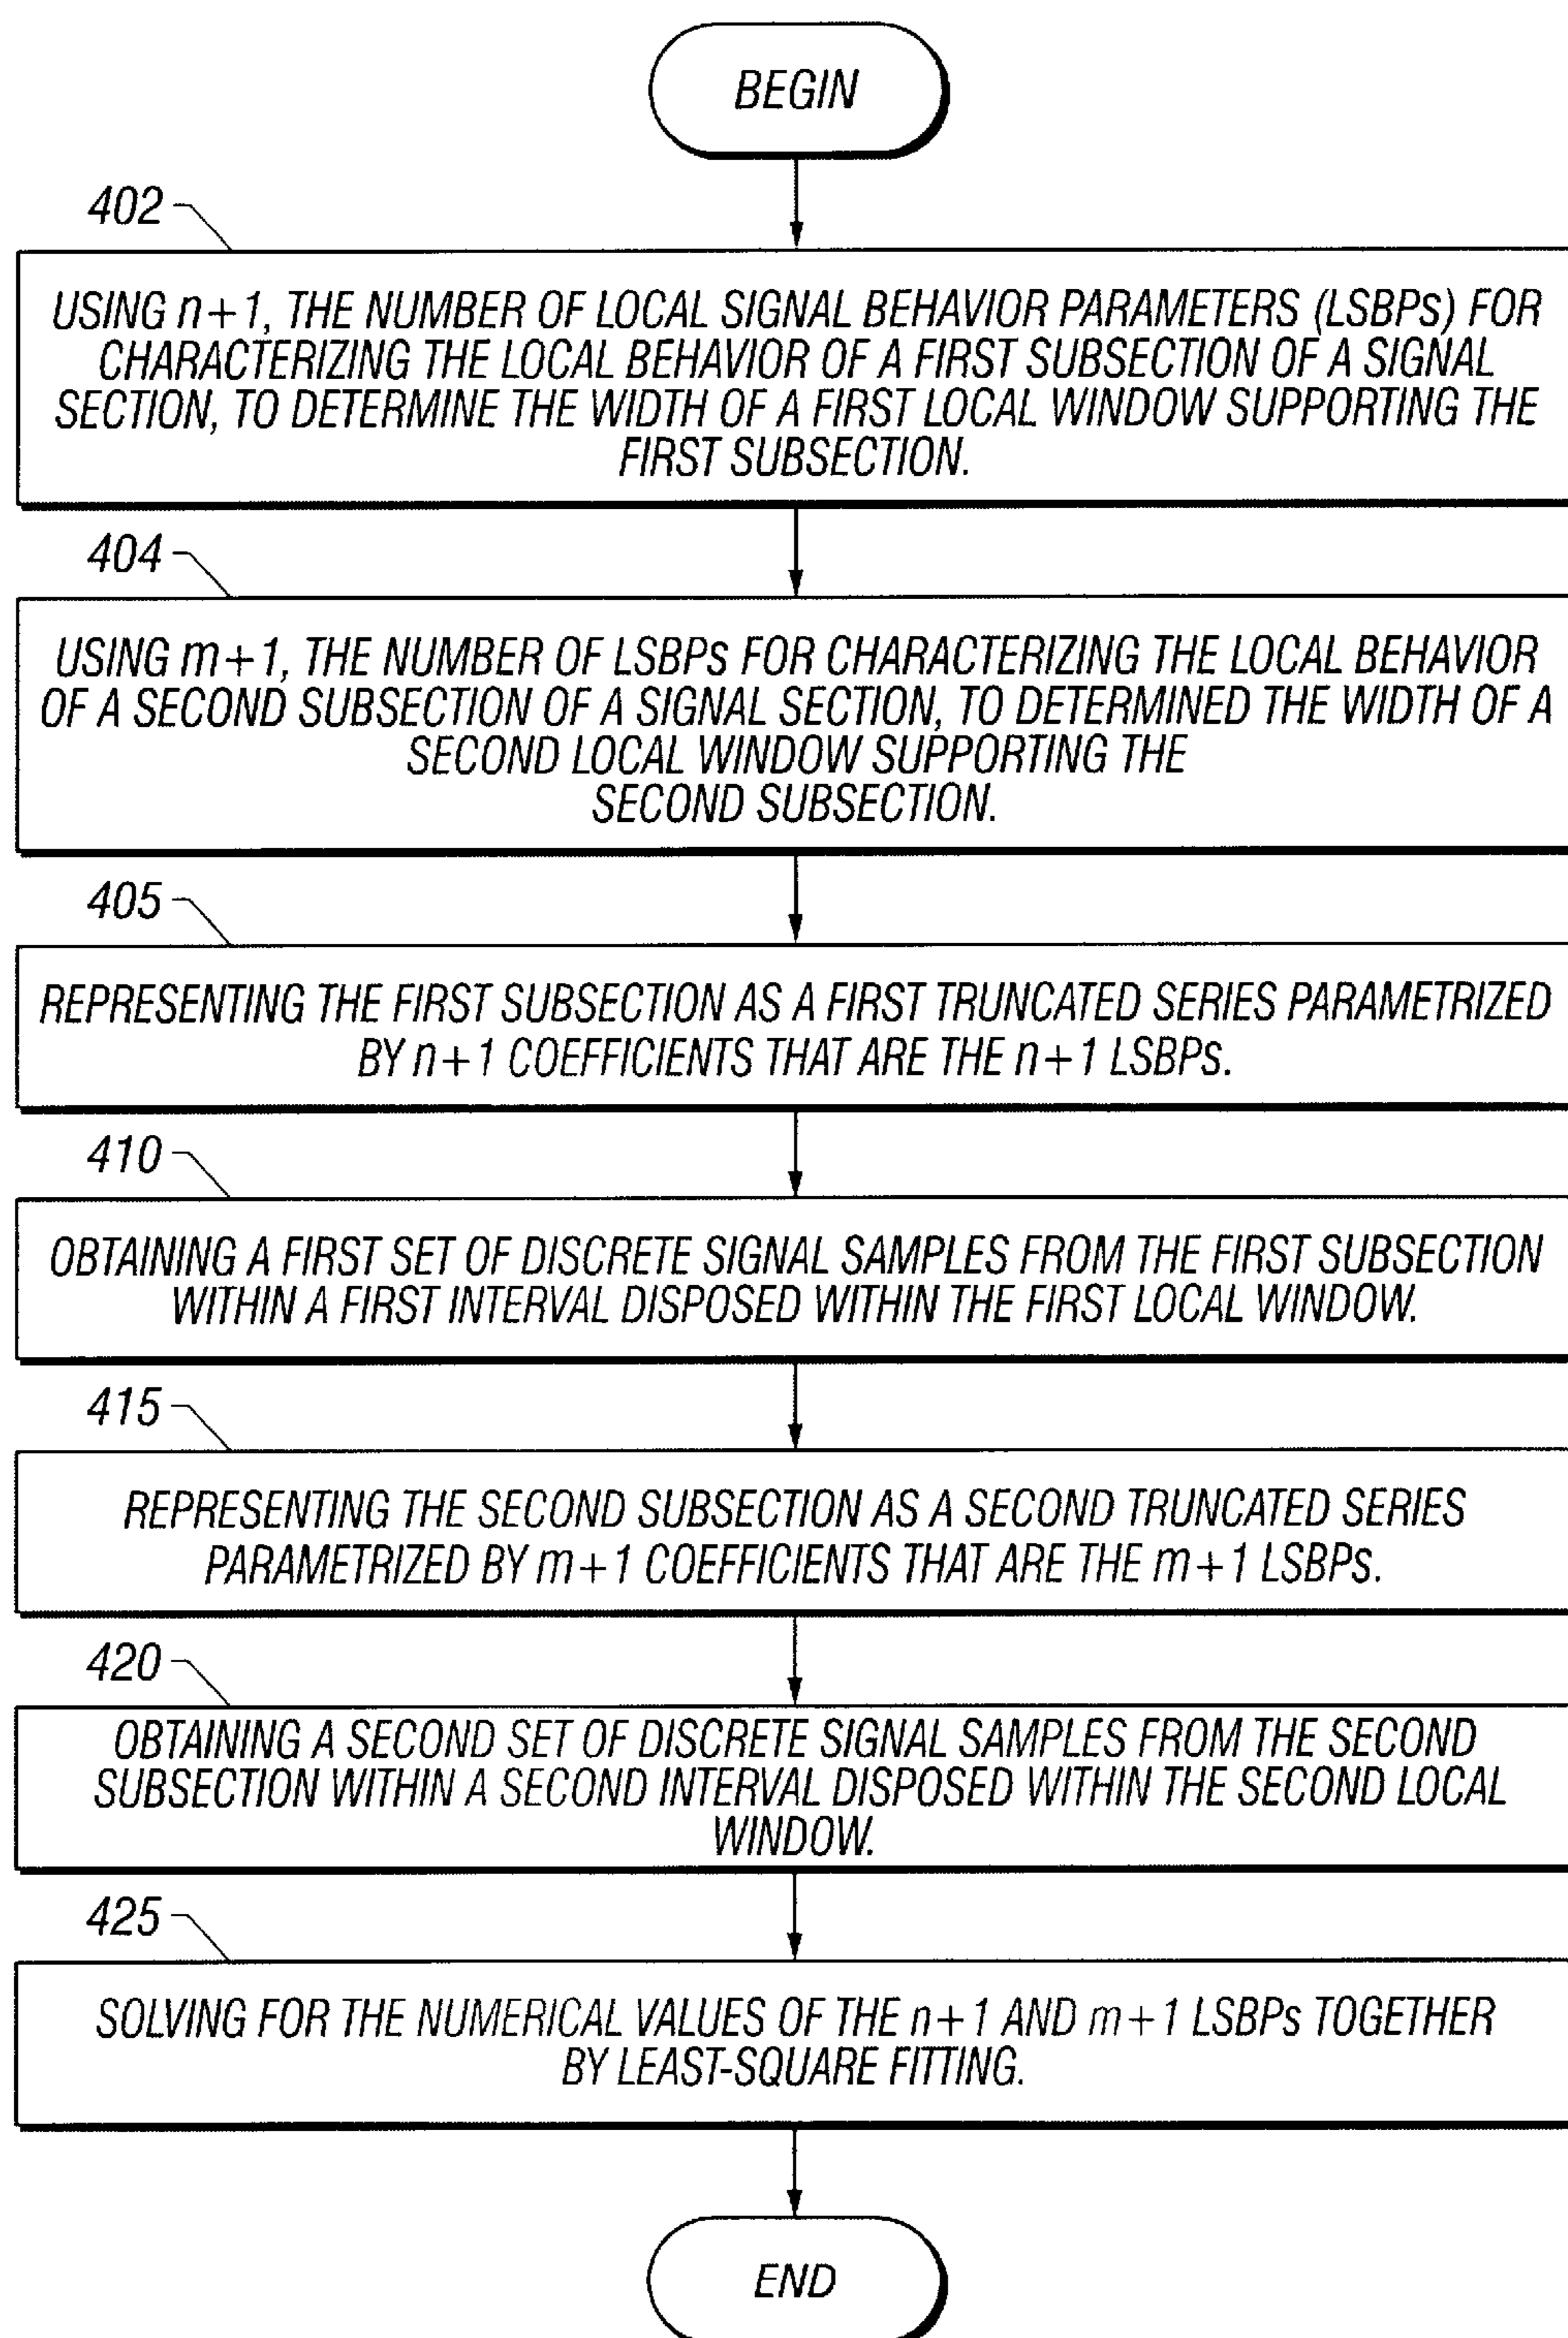 BEGIN
402
USING n+1, THE NUMBER OF LOCAL SIGNAL BEHAVIOR PARAMETERS (LSBPs) FOR
CHARACTERIZING THE LOCAL BEHAVIOR OF A FIRST SUBSECTION OF A SIGNAL
SECTION, TO DETERMINE THE WIDTH OF A FIRST LOCAL WINDOW SUPPORTING THE
FIRST SUBSECTION.
404
USING m+1, THE NUMBER OF LSBPs FOR CHARACTERIZING THE LOCAL BEHAVIOR
OF A SECOND SUBSECTION OF A SIGNAL SECTION, TO DETERMINED THE WIDTH OF A
SECOND LOCAL WINDOW SUPPORTING THE
SECOND SUBSECTION.
405
REPRESENTING THE FIRST SUBSECTION AS A FIRST TRUNCATED SERIES PARAMETRIZED
BY n+1 COEFFICIENTS THAT ARE THE n+1 LSBPs.
410
OBTAINING A FIRST SET OF DISCRETE SIGNAL SAMPLES FROM THE FIRST SUBSECTION
WITHIN A FIRST INTERVAL DISPOSED WITHIN THE FIRST LOCAL WINDOW.
415
REPRESENTING THE SECOND SUBSECTION AS A SECOND TRUNCATED SERIES
PARAMETRIZED BY m+1 COEFFICIENTS THAT ARE THE m+1 LSBPs.
420
OBTAINING A SECOND SET OF DISCRETE SIGNAL SAMPLES FROM THE SECOND
SUBSECTION WITHIN A SECOND INTERVAL DISPOSED WITHIN THE SECOND LOCAL
WINDOW.
425
SOLVING FOR THE NUMERICAL VALUES OF THE n+1 AND m+1 LSBPs TOGETHER
BY LEAST-SQUARE FITTING.
END